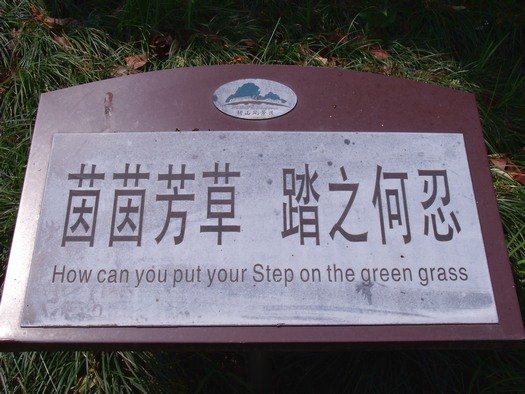 茵茵芳草 踏之何忍
How can you put your Step on the green grass